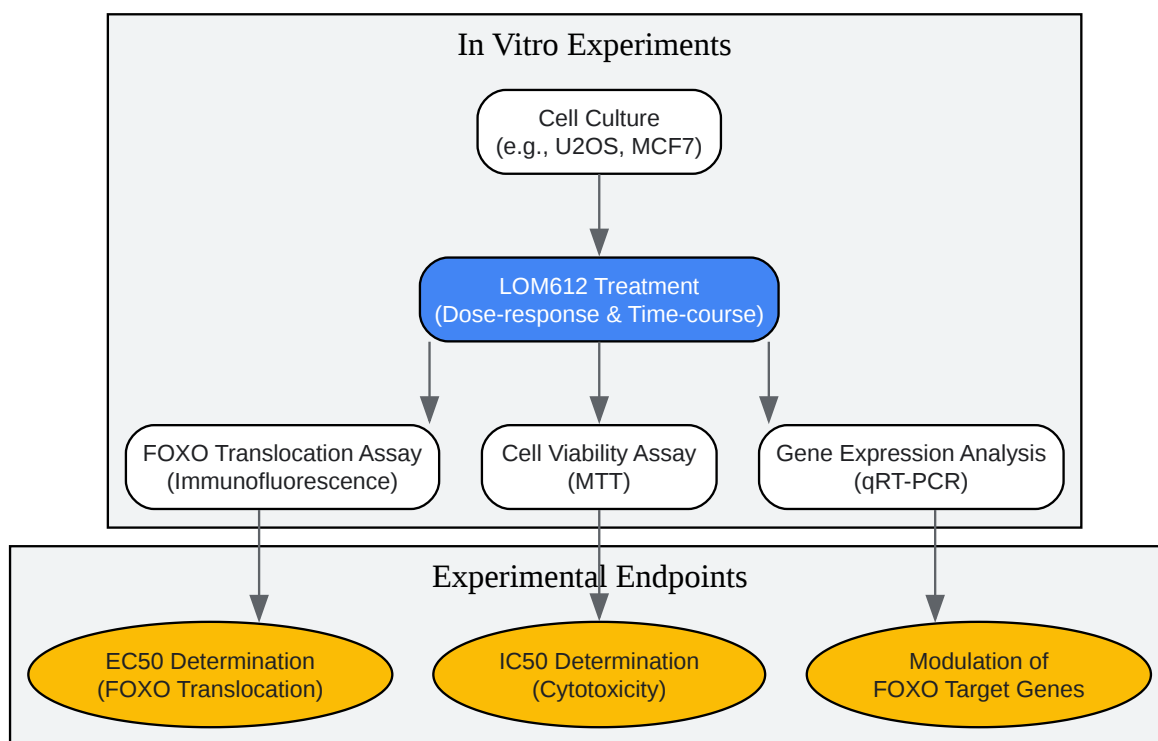 In Vitro Experiments
Cell Culture
(e.g., U2OS, MCF7)
LOM612 Treatment
(Dose-response & Time-course)
FOXO Translocation Assay
(Immunofluorescence)
Cell Viability Assay
(MTT)
Gene Expression Analysis
(qRT-PCR)
Experimental Endpoints
EC50 Determination
(FOXO Translocation)
IC50 Determination
(Cytotoxicity)
Modulation of
FOXO Target Genes